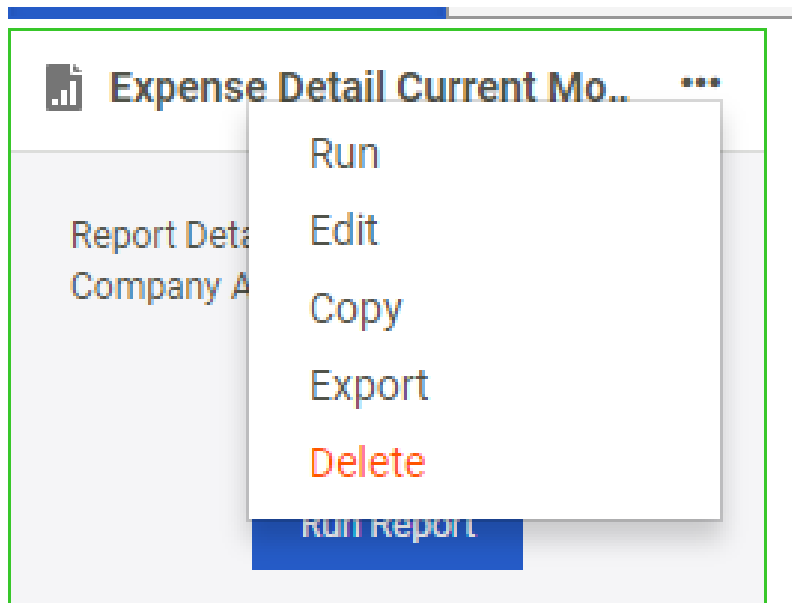 Expense Detail Current Mo..
Run
Report Deta
Edit
Company A
Copy
Export
Delete
Run Report